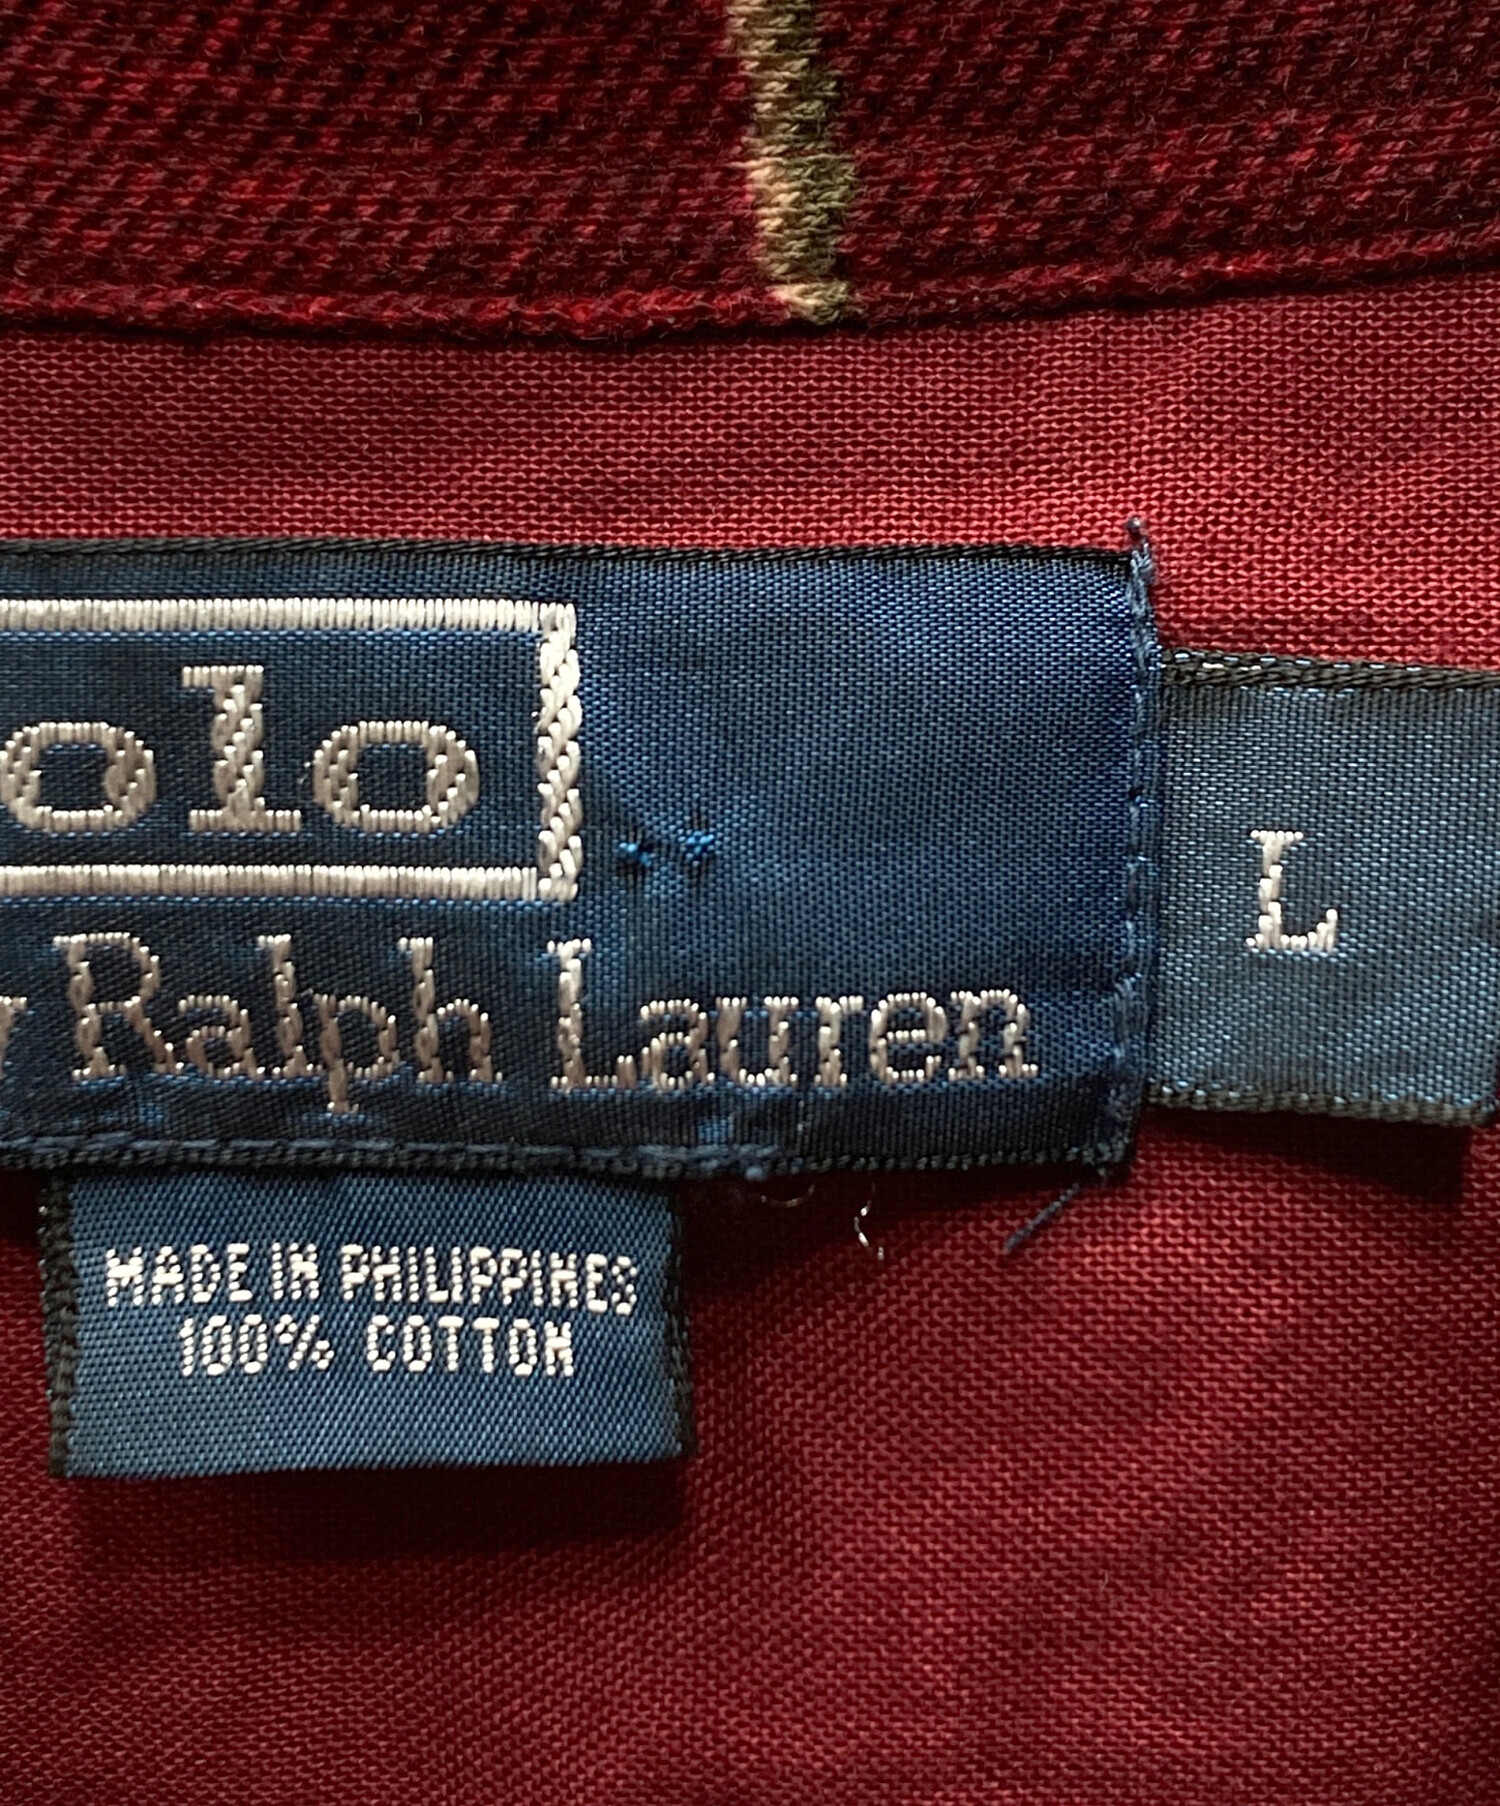 olo
y Ralph Lauren
L
MADE IN PHILIPPINES
100% COTTON